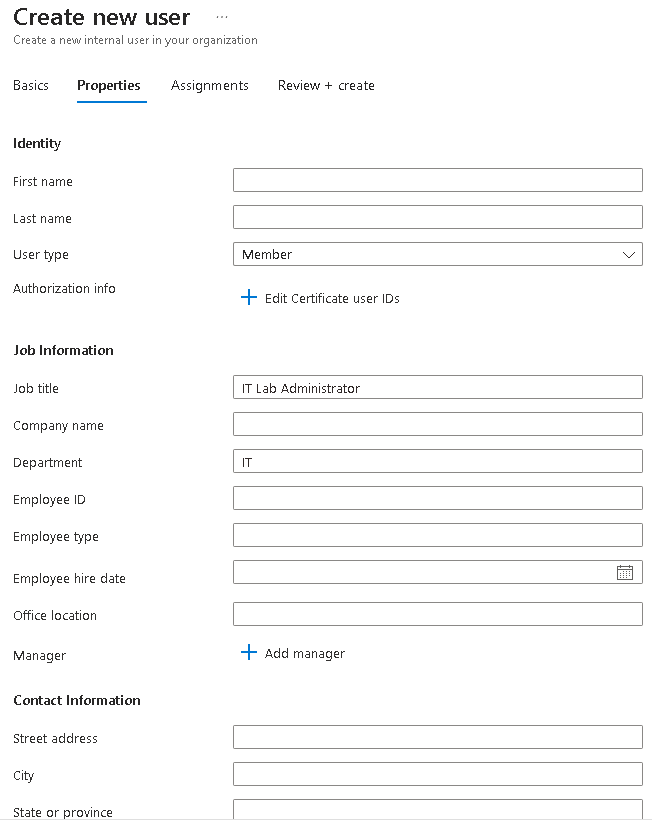 Create new user ...
Create a new internal user in your organization
Basics Properties Assignments Review + create
Identity
First name
Last name
User type Member
Authorization info
+ Edit Certificate user IDs
Job Information
Job title IT Lab Administrator
Company name
Department IT
Employee ID
Employee type
Employee hire date
Office location
Manager + Add manager
Contact Information
Street address
City
State or province